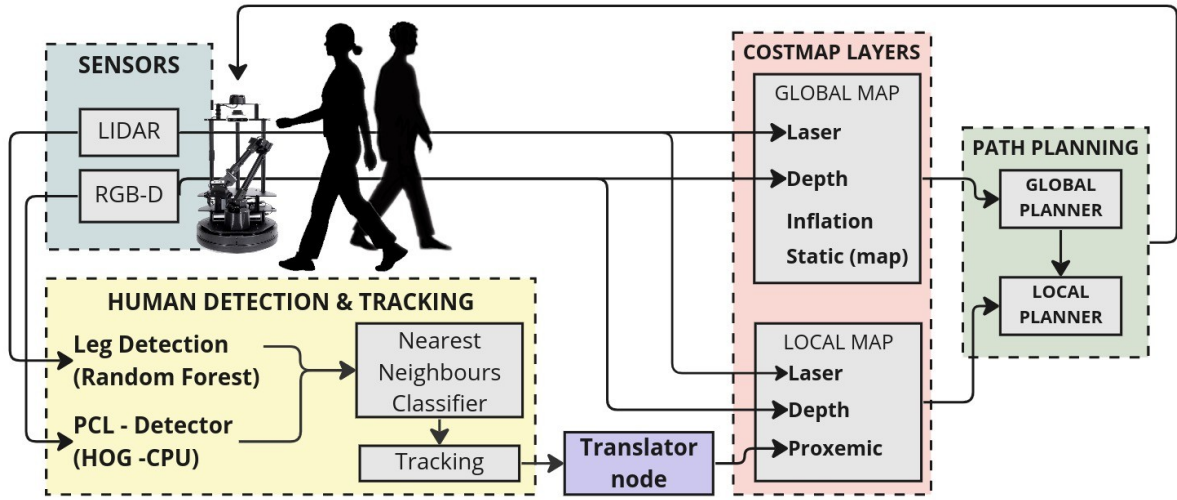 SENSORS
LIDAR
RGB-D
HUMAN DETECTION & TRACKING
Leg Detection
(Random Forest)
PCL - Detector
(HOG -CPU)
Nearest
Neighbours
Classifier
Tracking
Translator
node
COSTMAP LAYERS
GLOBAL MAP
Laser
Depth
Inflation
Static (map)
LOCAL MAP
Laser
Depth
Proxemic
PATH PLANNING
GLOBAL
PLANNER
LOCAL
PLANNER